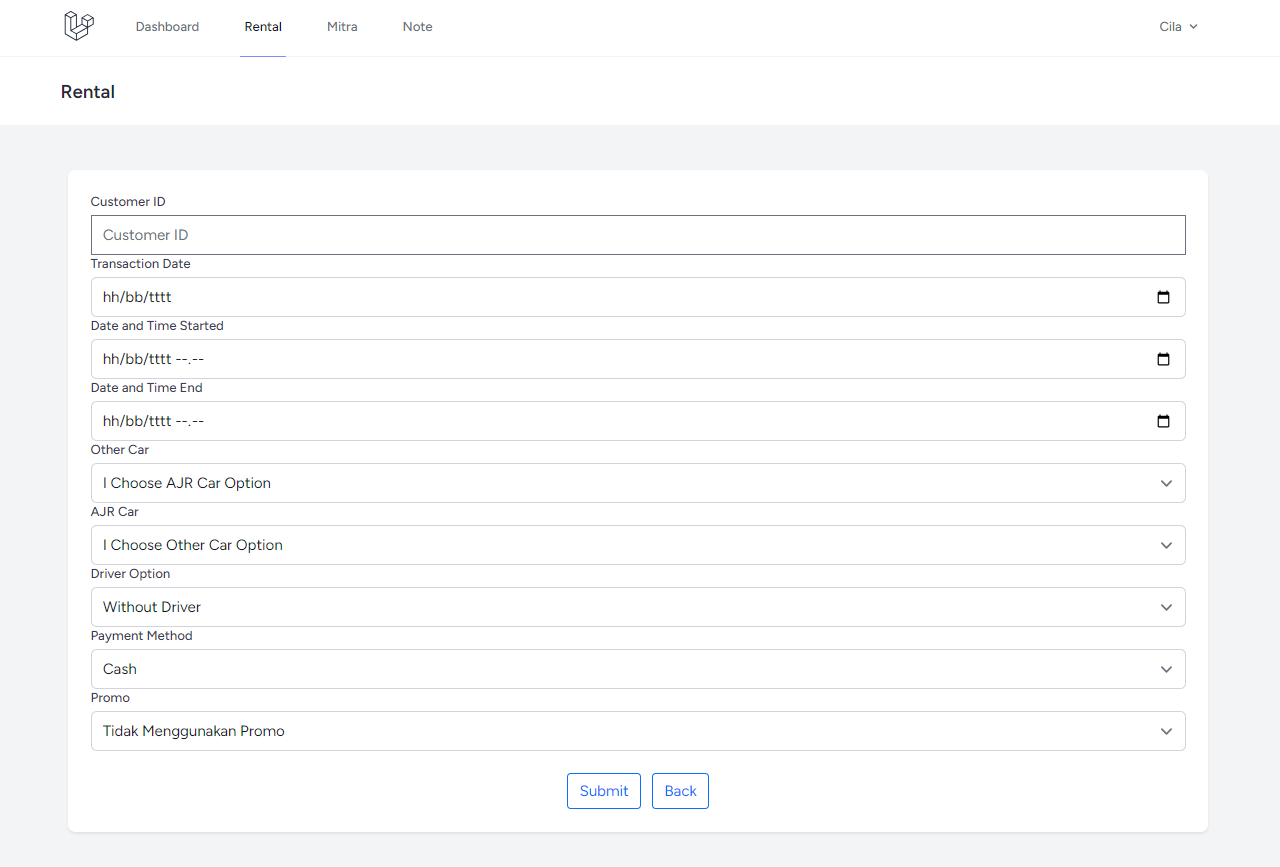 Dashboard Rental Mitra Note Cila
Rental
Customer ID
Customer ID
Transaction Date
hh/bb/tttt
Date and Time Started
hh/bb/tttt --.--
Date and Time End
hh/bb/tttt --.--
Other Car
I Choose AJR Car Option
AJR Car
I Choose Other Car Option
Driver Option
Without Driver
Payment Method
Cash
Promo
Tidak Menggunakan Promo
Submit Back